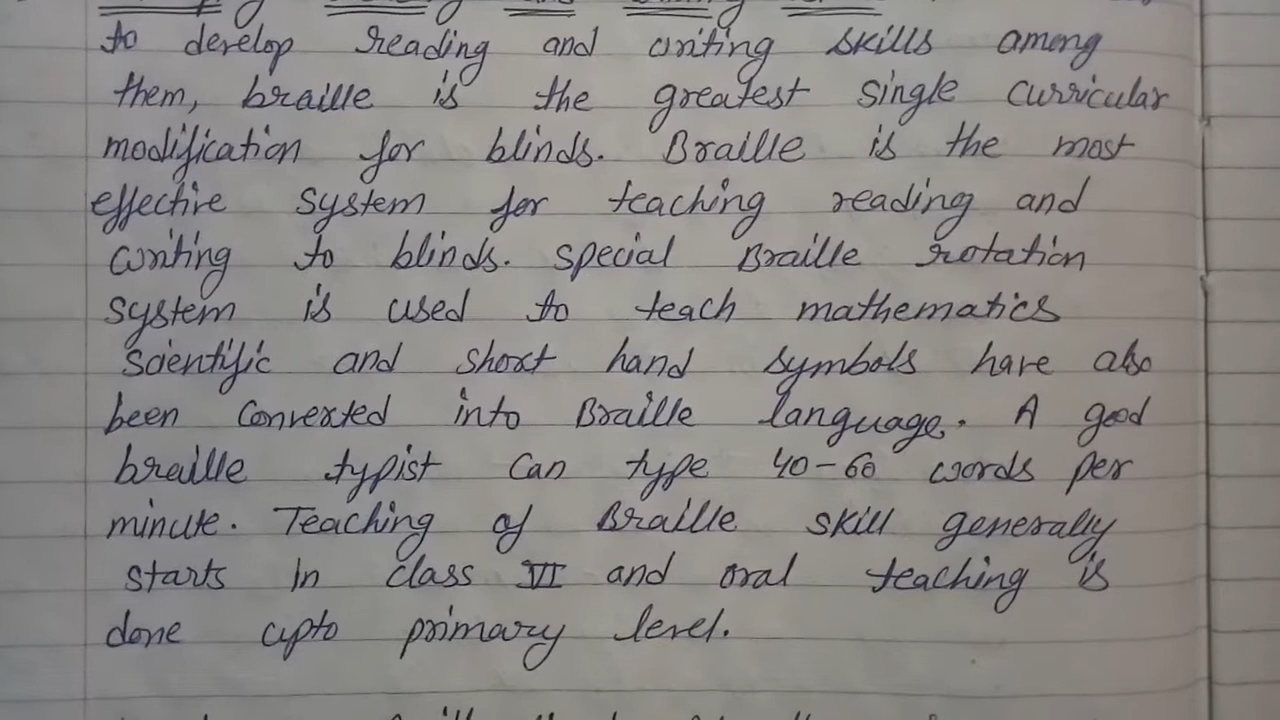 to develop reading and writing skills among
them, braille is the greatest single curricular
modification for blinds. Braille is the most
effective system for teaching reading and
writing to blinds. special Braille rotation
system is used to teach mathematics
scientific and short hand symbols have also
been converted into Braille language. A good
braille typist can type 40-60 words per
minute. Teaching of Braille skill generally
starts in class VI and oral teaching is
done upto primary level.